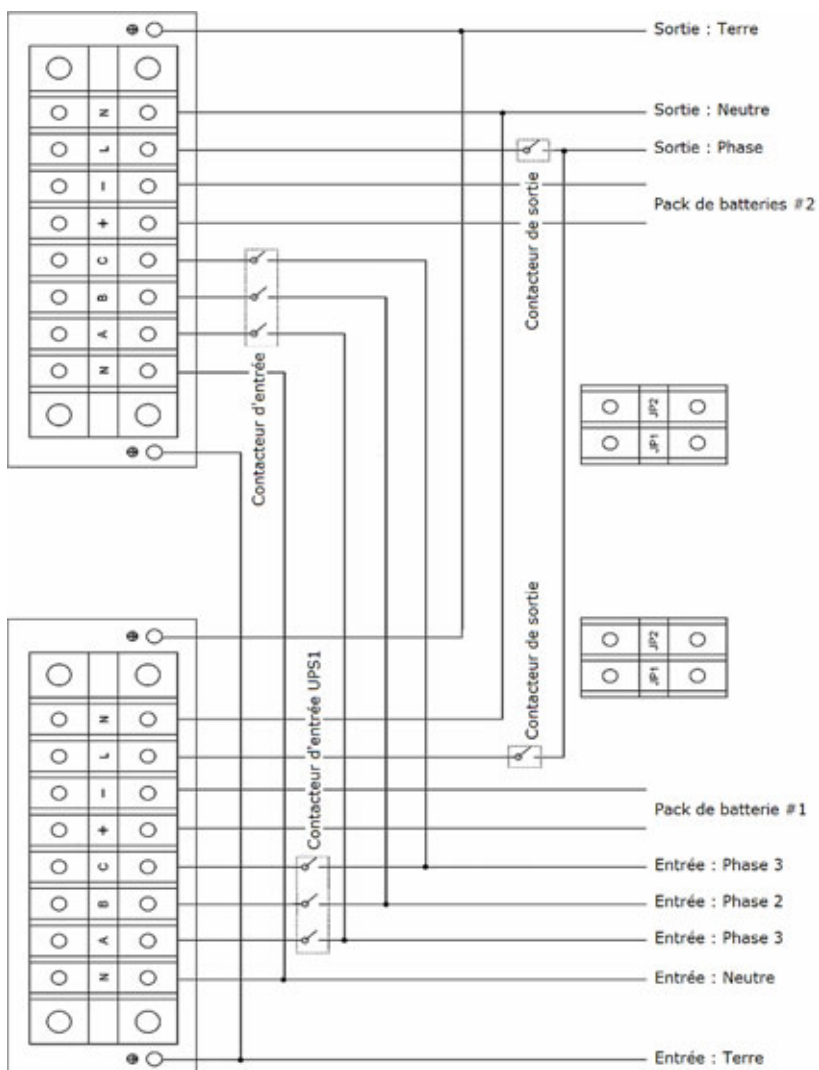 Sortie : Terre
N
Sortie : Neutre
L
Sortie : Phase
-
Pack de batteries #2
+
C
B
A
N
Contacteur d'entrée
Contacteur de sortie
JP2
JP1
Contacteur d'entrée UPS1
Contacteur de sortie
JP2
JP1
N
L
-
Pack de batterie #1
+
C
Entrée : Phase 3
B
Entrée : Phase 2
A
Entrée : Phase 3
N
Entrée : Neutre
Entrée : Terre